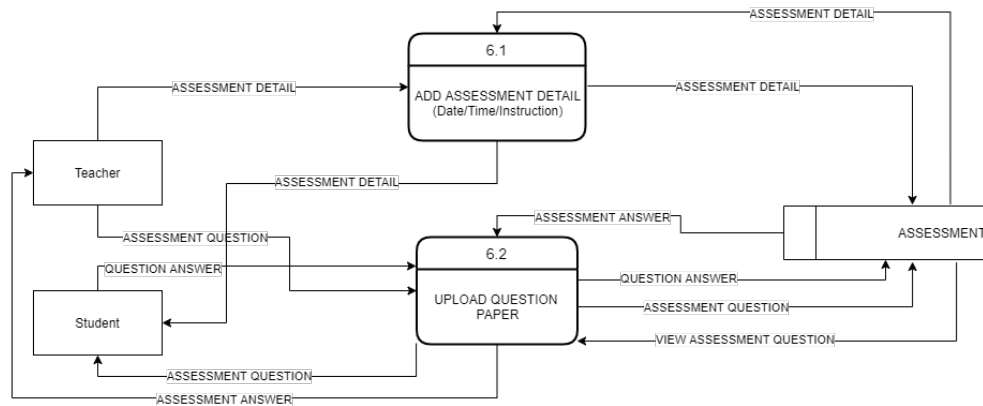 ASSESSMENT DETAIL
6.1
ASSESSMENT DETAIL
ADD ASSESSMENT DETAIL
(Date/Time/Instruction)
ASSESSMENT DETAIL
Teacher
ASSESSMENT DETAIL
ASSESSMENT ANSWER
ASSESSMENT
ASSESSMENT QUESTION
6.2
QUESTION ANSWER
QUESTION ANSWER
UPLOAD QUESTION
PAPER
ASSESSMENT QUESTION
Student
VIEW ASSESSMENT QUESTION
ASSESSMENT QUESTION
ASSESSMENT ANSWER